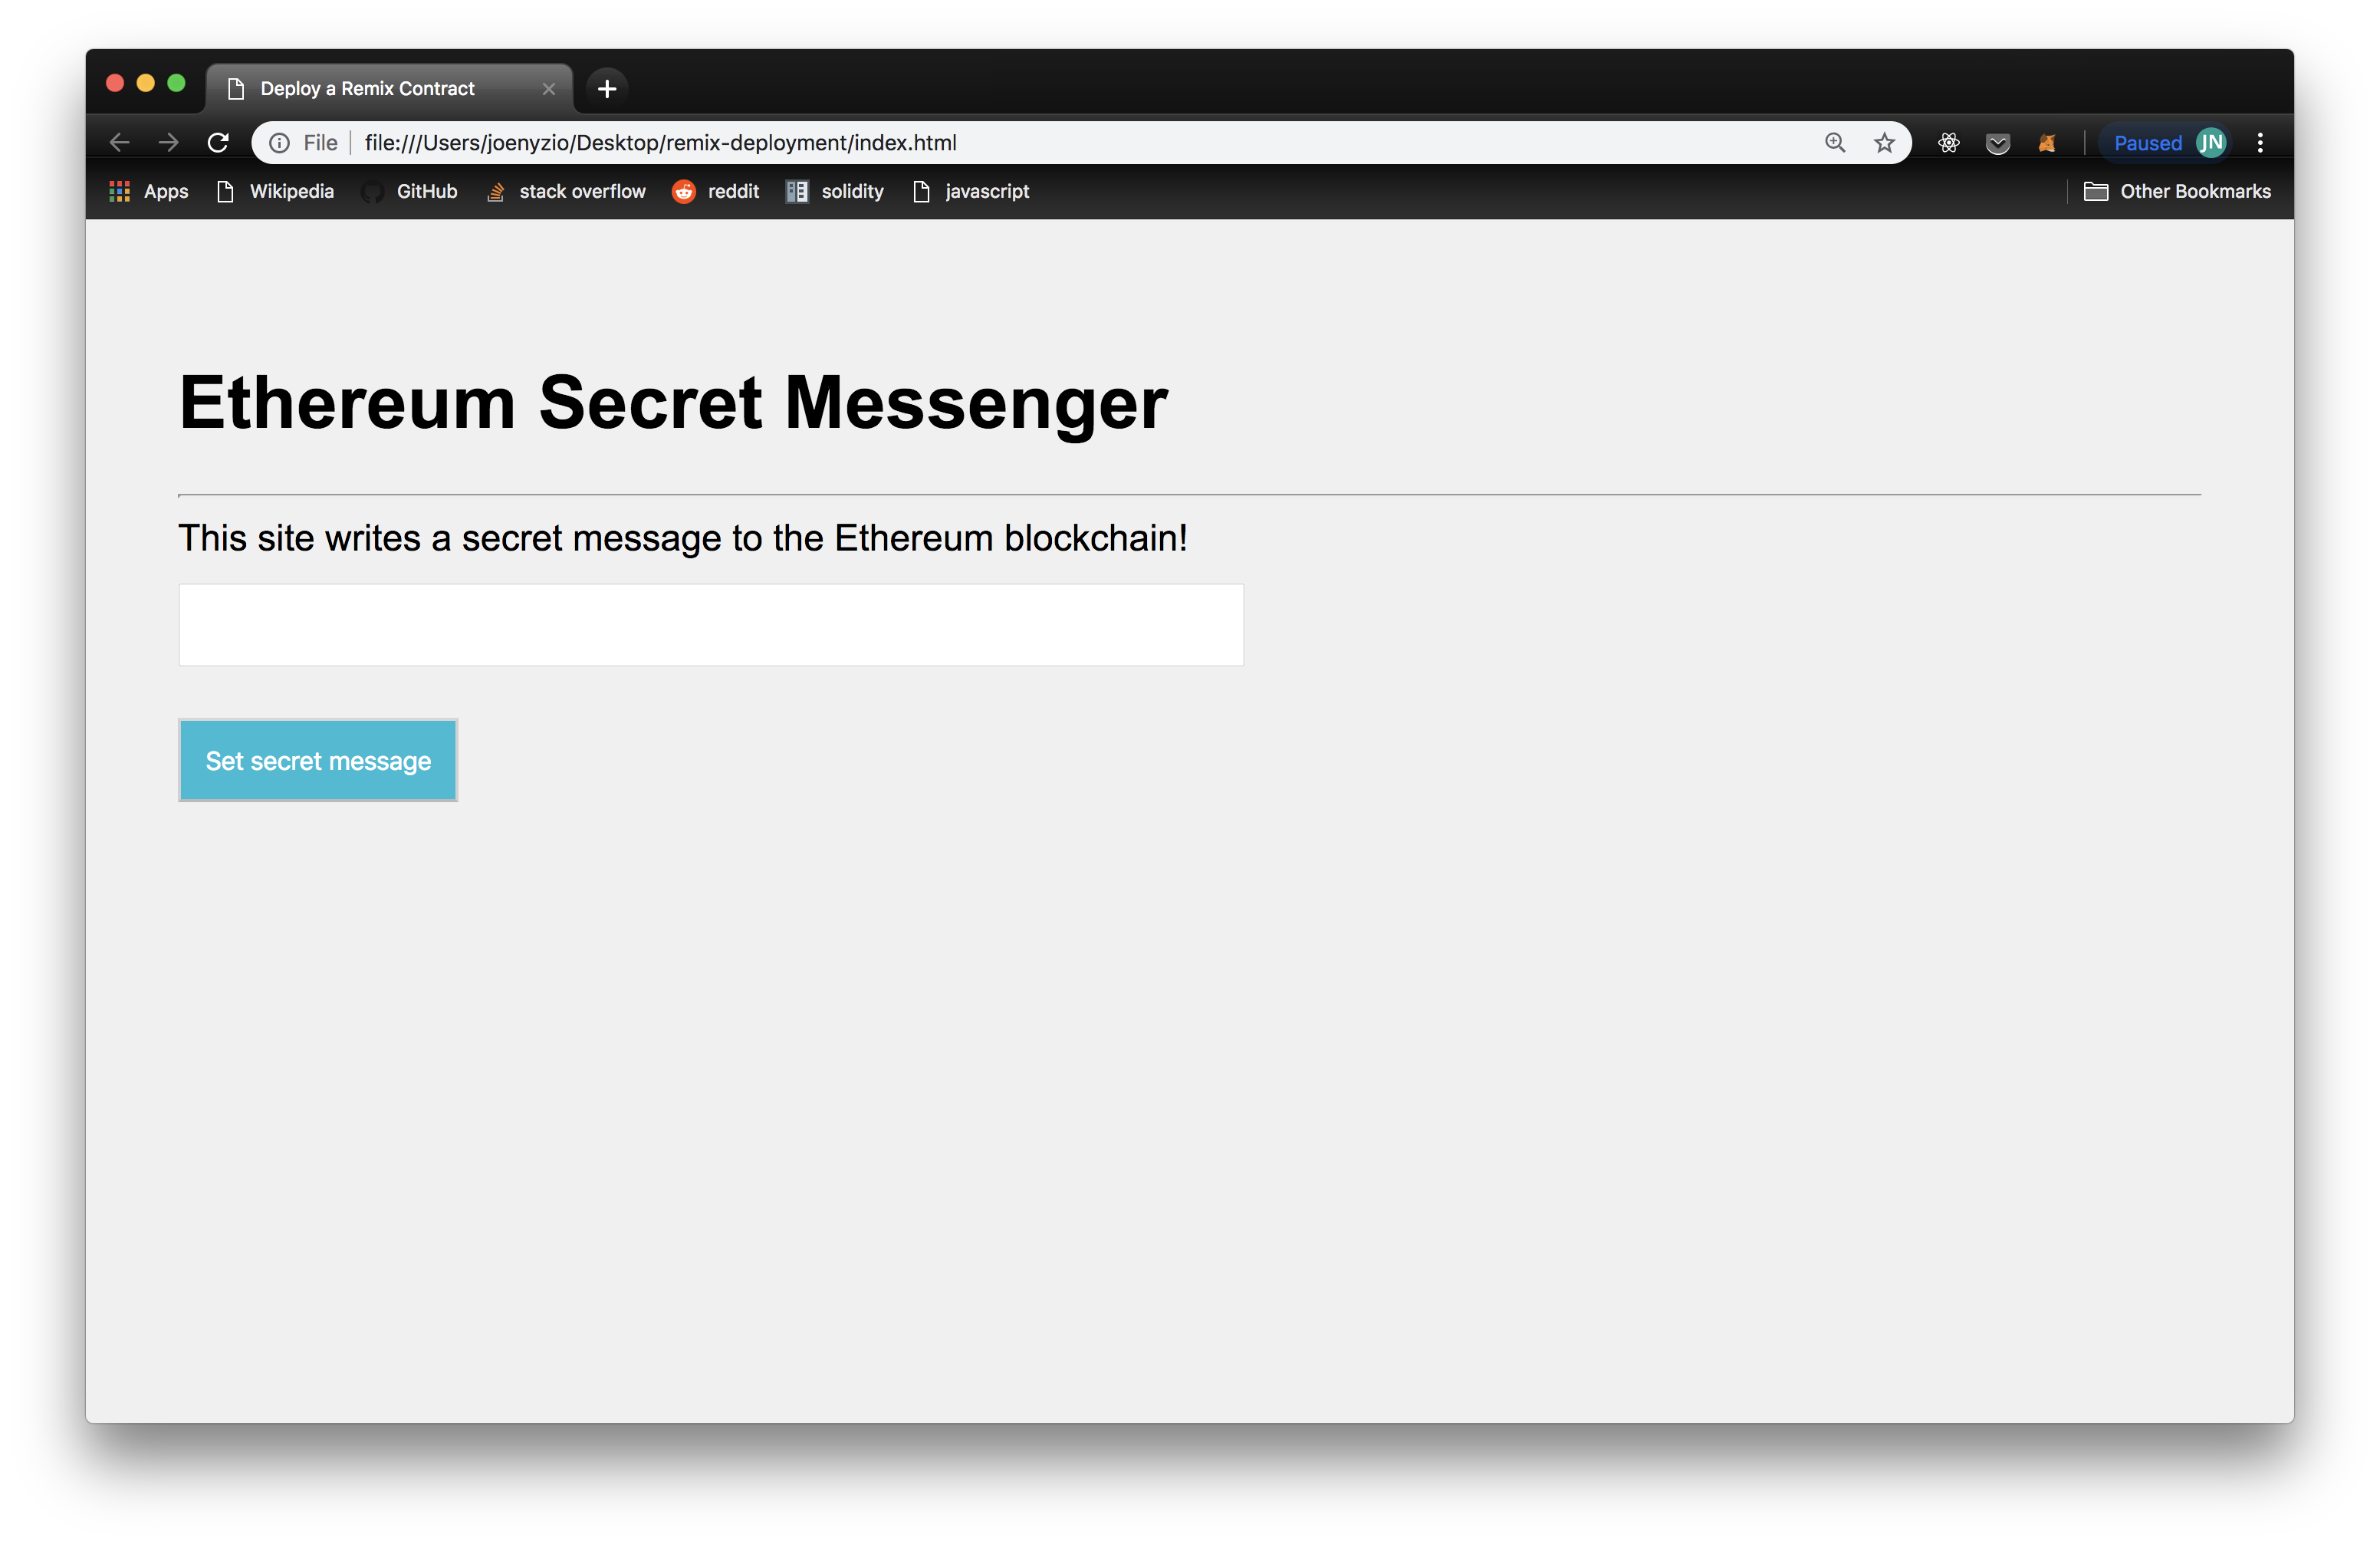 Deploy a Remix Contract
File file:///Users/joenyzio/Desktop/remix-deployment/index.html Paused JN
Apps Wikipedia GitHub stack overflow reddit solidity javascript Other Bookmarks
Ethereum Secret Messenger
This site writes a secret message to the Ethereum blockchain!
Set secret message